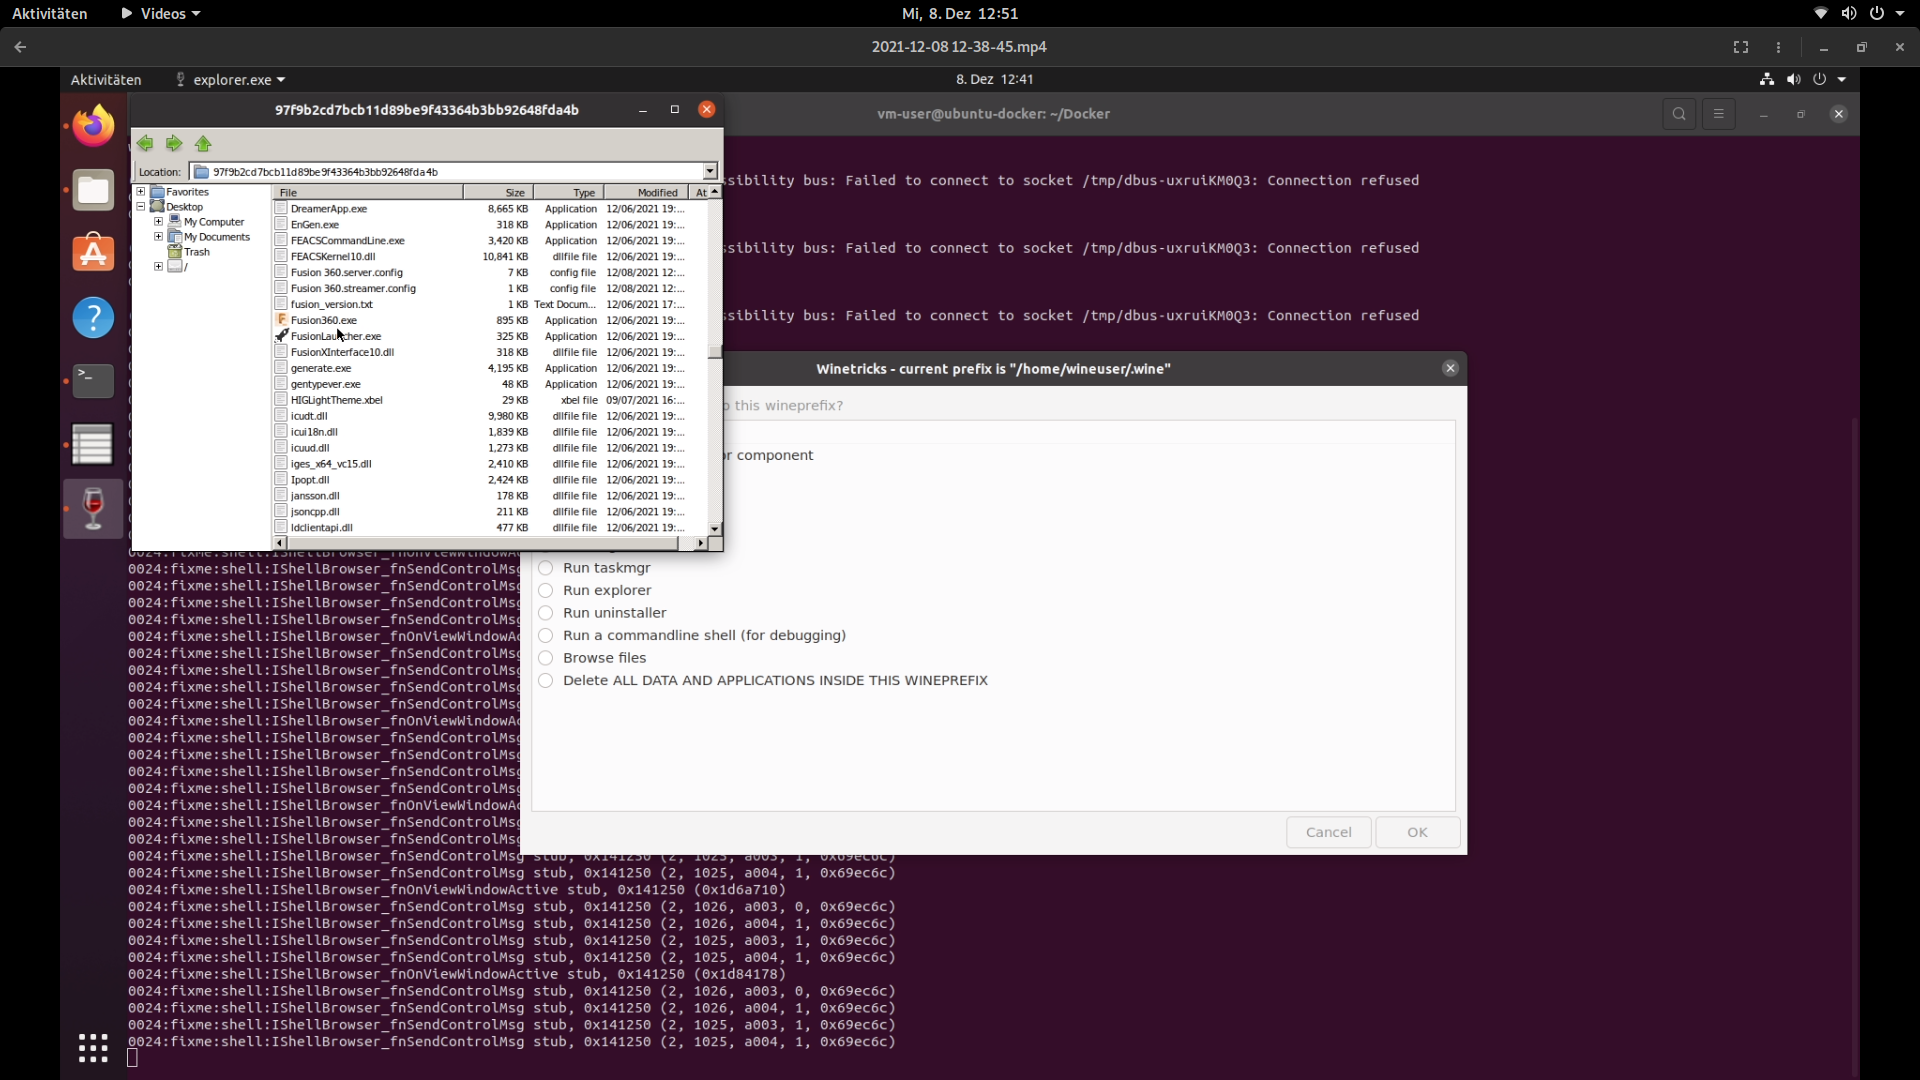 Aktivitäten
Videos
Mi, 8. Dez 12:51
2021-12-08 12-38-45.mp4
Aktivitäten
explorer.exe
8. Dez 12:41
97f9b2cd7bcb11d89be9f43364b3bb92648fda4b
vm-user@ubuntu-docker: ~/Docker
Location: 97f9b2cd7bcb11d89be9f43364b3bb92648fda4b
Favorites
Desktop
My Computer
My Documents
Trash
/
File Size Type Modified At
DreamerApp.exe 8,665 KB Application 12/06/2021 19:...
EnGen.exe 318 KB Application 12/06/2021 19:...
FEACSCommandLine.exe 3,420 KB Application 12/06/2021 19:...
FEACSKernel10.dll 10,841 KB dllfile file 12/06/2021 19:...
Fusion 360.server.config 7 KB config file 12/08/2021 12:...
Fusion 360.streamer.config 1 KB config file 12/08/2021 12:...
fusion_version.txt 1 KB Text Docum... 12/06/2021 17:...
Fusion360.exe 895 KB Application 12/06/2021 19:...
FusionLauncher.exe 325 KB Application 12/06/2021 19:...
FusionXInterface10.dll 318 KB dllfile file 12/06/2021 19:...
generate.exe 4,195 KB Application 12/06/2021 19:...
gentypever.exe 48 KB Application 12/06/2021 19:...
HIGLightTheme.xbel 29 KB xbel file 09/07/2021 16:...
icudt.dll 9,980 KB dllfile file 12/06/2021 19:...
icui18n.dll 1,839 KB dllfile file 12/06/2021 19:...
icuud.dll 1,273 KB dllfile file 12/06/2021 19:...
iges_x64_vc15.dll 2,410 KB dllfile file 12/06/2021 19:...
Ipopt.dll 2,424 KB dllfile file 12/06/2021 19:...
jansson.dll 178 KB dllfile file 12/06/2021 19:...
jsoncpp.dll 211 KB dllfile file 12/06/2021 19:...
ldclientapi.dll 477 KB dllfile file 12/06/2021 19:...
sibility bus: Failed to connect to socket /tmp/dbus-uxruiKM0Q3: Connection refused
sibility bus: Failed to connect to socket /tmp/dbus-uxruiKM0Q3: Connection refused
sibility bus: Failed to connect to socket /tmp/dbus-uxruiKM0Q3: Connection refused
Winetricks - current prefix is "/home/wineuser/.wine"
o this wineprefix?
or component
Run taskmgr
Run explorer
Run uninstaller
Run a commandline shell (for debugging)
Browse files
Delete ALL DATA AND APPLICATIONS INSIDE THIS WINEPREFIX
Cancel OK
0024:fixme:shell:IShellBrowser_fnOnViewWindowAc
0024:fixme:shell:IShellBrowser_fnSendControlMsg
0024:fixme:shell:IShellBrowser_fnSendControlMsg
0024:fixme:shell:IShellBrowser_fnSendControlMsg
0024:fixme:shell:IShellBrowser_fnSendControlMsg
0024:fixme:shell:IShellBrowser_fnOnViewWindowAc
0024:fixme:shell:IShellBrowser_fnSendControlMsg
0024:fixme:shell:IShellBrowser_fnSendControlMsg
0024:fixme:shell:IShellBrowser_fnSendControlMsg
0024:fixme:shell:IShellBrowser_fnSendControlMsg
0024:fixme:shell:IShellBrowser_fnOnViewWindowAc
0024:fixme:shell:IShellBrowser_fnSendControlMsg
0024:fixme:shell:IShellBrowser_fnSendControlMsg
0024:fixme:shell:IShellBrowser_fnSendControlMsg
0024:fixme:shell:IShellBrowser_fnSendControlMsg
0024:fixme:shell:IShellBrowser_fnOnViewWindowAc
0024:fixme:shell:IShellBrowser_fnSendControlMsg
0024:fixme:shell:IShellBrowser_fnSendControlMsg
0024:fixme:shell:IShellBrowser_fnSendControlMsg stub, 0x141250 (2, 1025, a003, 1, 0x69ec6c)
0024:fixme:shell:IShellBrowser_fnSendControlMsg stub, 0x141250 (2, 1025, a004, 1, 0x69ec6c)
0024:fixme:shell:IShellBrowser_fnOnViewWindowActive stub, 0x141250 (0x1d6a710)
0024:fixme:shell:IShellBrowser_fnSendControlMsg stub, 0x141250 (2, 1026, a003, 0, 0x69ec6c)
0024:fixme:shell:IShellBrowser_fnSendControlMsg stub, 0x141250 (2, 1026, a004, 1, 0x69ec6c)
0024:fixme:shell:IShellBrowser_fnSendControlMsg stub, 0x141250 (2, 1025, a003, 1, 0x69ec6c)
0024:fixme:shell:IShellBrowser_fnSendControlMsg stub, 0x141250 (2, 1025, a004, 1, 0x69ec6c)
0024:fixme:shell:IShellBrowser_fnOnViewWindowActive stub, 0x141250 (0x1d84178)
0024:fixme:shell:IShellBrowser_fnSendControlMsg stub, 0x141250 (2, 1026, a003, 0, 0x69ec6c)
0024:fixme:shell:IShellBrowser_fnSendControlMsg stub, 0x141250 (2, 1026, a004, 1, 0x69ec6c)
0024:fixme:shell:IShellBrowser_fnSendControlMsg stub, 0x141250 (2, 1025, a003, 1, 0x69ec6c)
0024:fixme:shell:IShellBrowser_fnSendControlMsg stub, 0x141250 (2, 1025, a004, 1, 0x69ec6c)